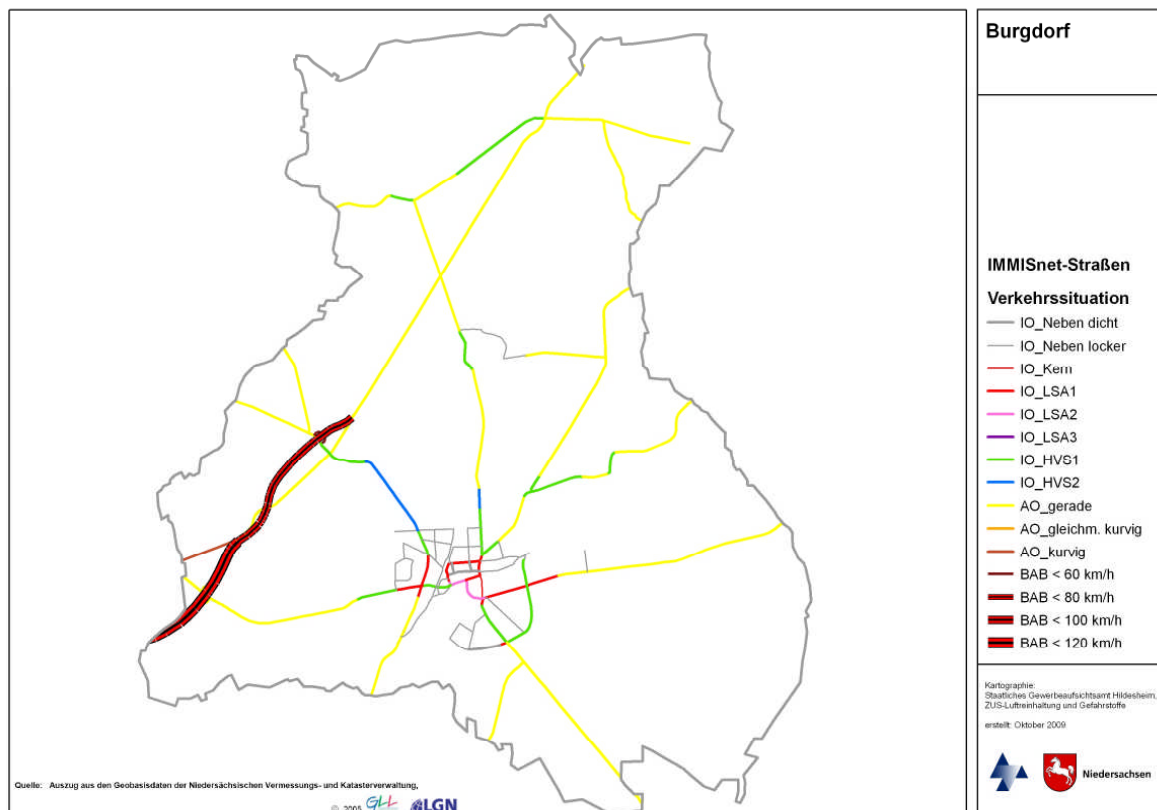 Burgdorf
IMMISnet-Straßen
Verkehrssituation
IO_Neben dicht
IO_Neben locker
IO_Kern
IO_LSA1
IO_LSA2
IO_LSA3
IO_HVS1
IO_HVS2
AO_gerade
AO_gleichm. kurvig
AO_kurvig
BAB < 60 km/h
BAB < 80 km/h
BAB < 100 km/h
BAB < 120 km/h
Kartographie:
Staatliches Gewerbeaufsichtsamt Hildesheim,
ZUS-Luftreinhaltung und Gefahrstoffe
erstellt: Oktober 2009
Niedersachsen
Quelle: Auszug aus den Geobasisdaten der Niedersächsischen Vermessungs- und Katasterverwaltung,
© 2005 GLL LGN